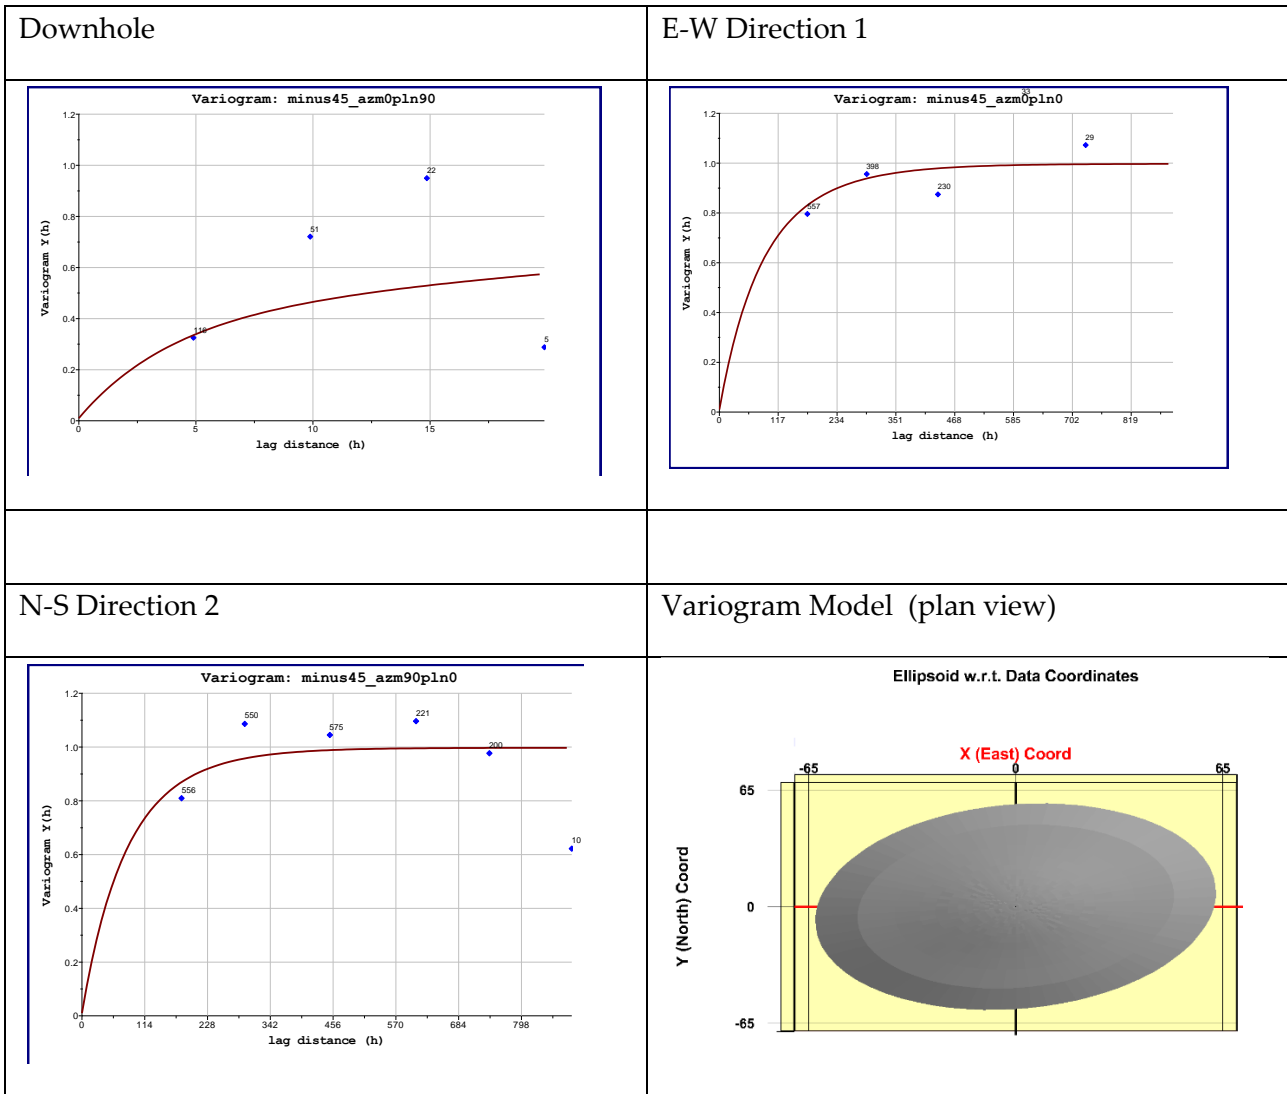 Downhole
E-W Direction 1
Variogram: minus45_azm0pln90
1.2
1.0
0.8
0.6
0.4
0.2
0
Variogram Y(h)
22
51
116
5
0 5 10 15
lag distance (h)
Variogram: minus45_azm0pln0
33
1.2
1.0
0.8
0.6
0.4
0.2
0
Variogram Y(h)
29
398
230
557
0 117 234 351 468 585 702 819
lag distance (h)
N-S Direction 2
Variogram Model (plan view)
Variogram: minus45_azm90pln0
1.2
1.0
0.8
0.6
0.4
0.2
0
Variogram Y(h)
550
575
221
200
556
10
0 114 228 342 456 570 684 798
lag distance (h)
Ellipsoid w.r.t. Data Coordinates
X (East) Coord
-65 0 65
65
0
-65
Y (North) Coord